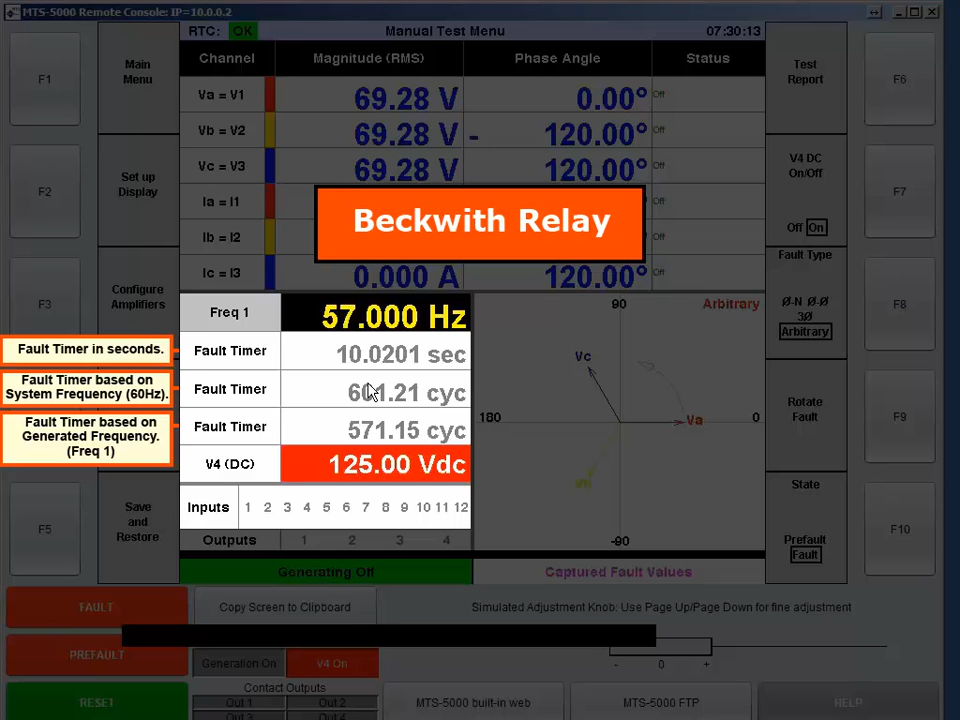 MTS-5000 Remote Console: IP=10.0.0.2
RTC: OK Manual Test Menu 07:30:13
Channel Magnitude (RMS) Phase Angle Status
Va = V1 69.28 V 0.00° Off
Vb = V2 69.28 V - 120.00° Off
Vc = V3 69.28 V 120.00° Off
Ia = I1 Off
Ib = I2 Off
Ic = I3 0.000 A 120.00° Off
Beckwith Relay
F1
Main
Menu
F2
Set up
Display
F3
Configure
Amplifiers
F5
Save
and
Restore
Fault Timer in seconds.
Fault Timer based on
System Frequency (60Hz).
Fault Timer based on
Generated Frequency.
(Freq 1)
Freq 1 57.000 Hz
Fault Timer 10.0201 sec
Fault Timer 601.21 cyc
Fault Timer 571.15 cyc
V4 (DC) 125.00 Vdc
Inputs 1 2 3 4 5 6 7 8 9 10 11 12
Outputs 1 2 3 4
Generating Off
90
Arbitrary
Vc
180
Va
0
Vb
-90
Captured Fault Values
Test
Report
F6
V4 DC
On/Off
Off On
F7
Fault Type
Ø-N Ø-Ø
3Ø
Arbitrary
F8
Rotate
Fault
F9
State
Prefault
Fault
F10
FAULT
Copy Screen to Clipboard
Simulated Adjustment Knob: Use Page Up/Page Down for fine adjustment
PREFAULT
Generation On V4 On
- 0 +
RESET
Contact Outputs
Out 1 Out 2
Out 3 Out 4
MTS-5000 built-in web
MTS-5000 FTP
HELP